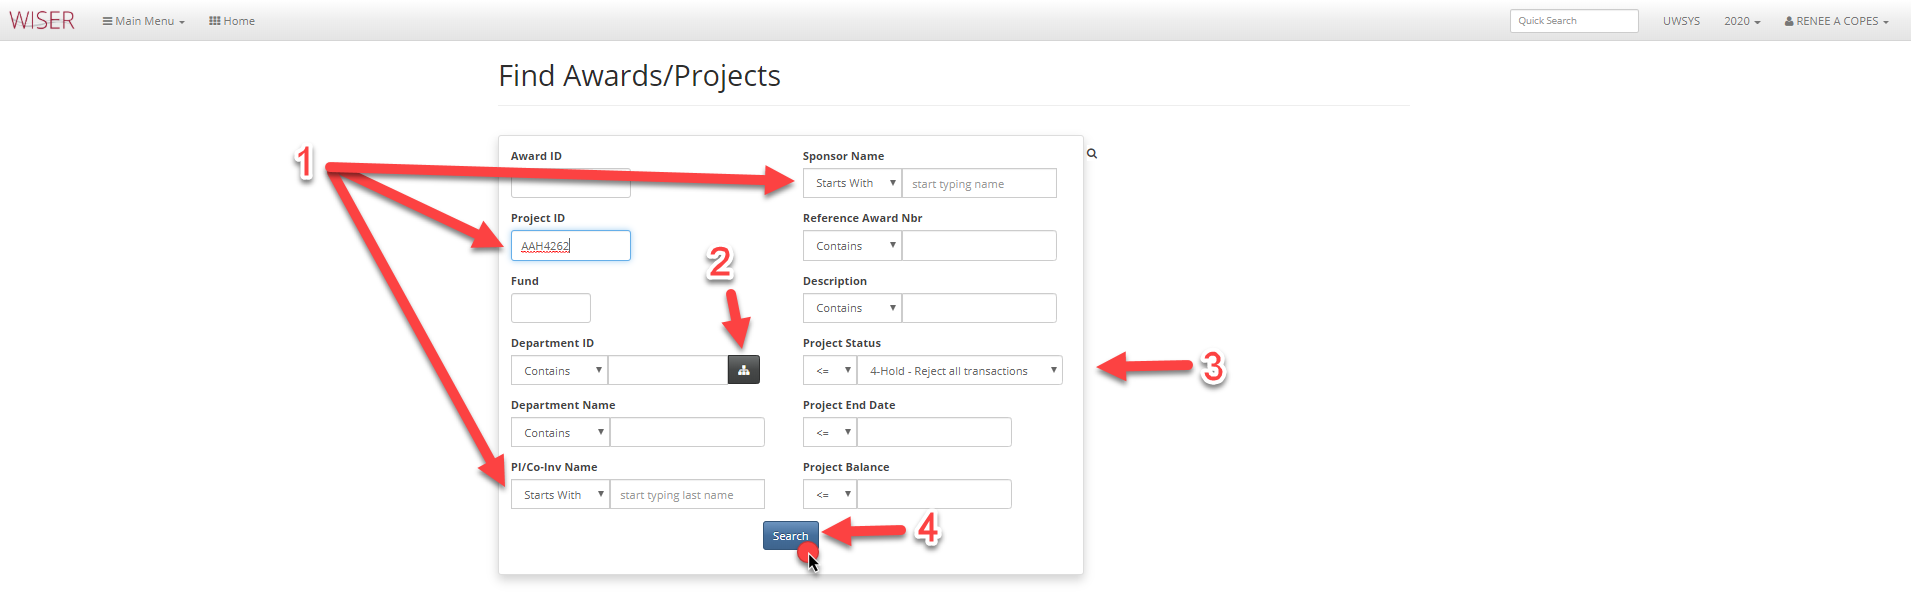 WISER Main Menu Home Quick Search UWSYS 2020 RENEE A COPES
Find Awards/Projects
1
Award ID
Sponsor Name
Starts With start typing name
Project ID
AAH4262
Reference Award Nbr
Contains
2
Fund
Description
Contains
Department ID
Contains
Project Status
<= 4-Hold - Reject all transactions
3
Department Name
Contains
Project End Date
<=
PI/Co-Inv Name
Starts With start typing last name
Project Balance
<=
Search
4